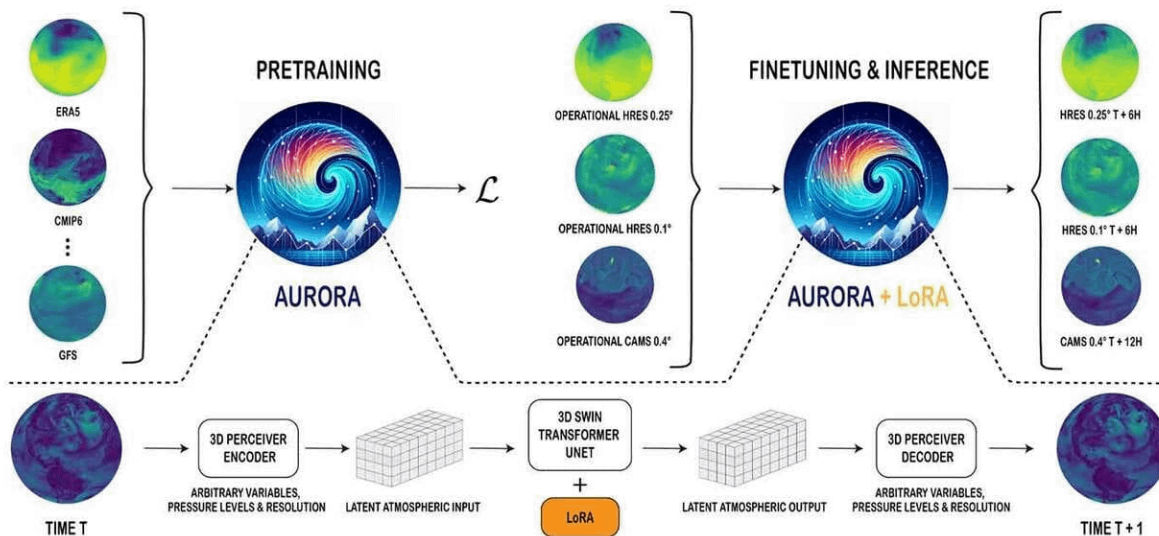 PRETRAINING
ERA5
CMIP6
GFS
AURORA
ℒ
OPERATIONAL HRES 0.25°
OPERATIONAL HRES 0.1°
OPERATIONAL CAMS 0.4°
FINETUNING & INFERENCE
AURORA + LoRA
HRES 0.25° T + 6H
HRES 0.1° T + 6H
CAMS 0.4° T + 12H
TIME T
3D PERCEIVER
ENCODER
ARBITRARY VARIABLES,
PRESSURE LEVELS & RESOLUTION
LATENT ATMOSPHERIC INPUT
3D SWIN
TRANSFORMER
UNET
+
LoRA
LATENT ATMOSPHERIC OUTPUT
3D PERCEIVER
DECODER
ARBITRARY VARIABLES,
PRESSURE LEVELS & RESOLUTION
TIME T + 1